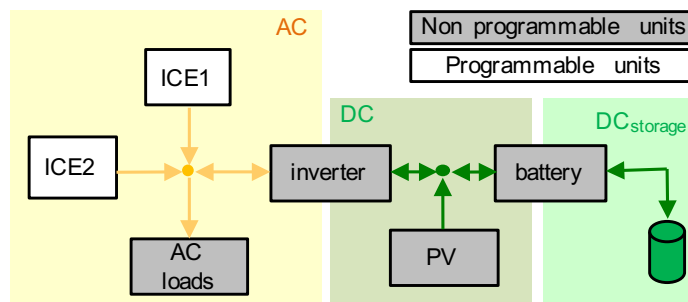 AC
Non programmable units
ICE1
Programmable units
DC
DCstorage
ICE2
inverter
battery
AC
loads
PV